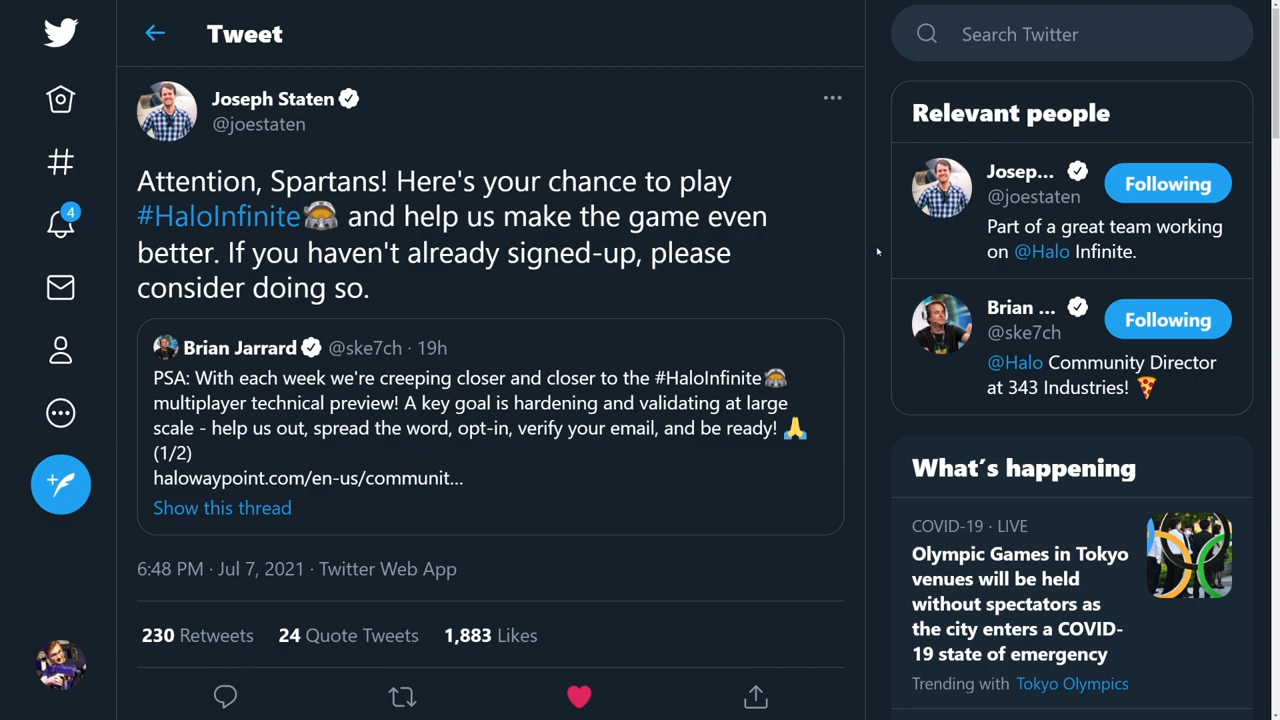 Tweet
Joseph Staten
@joestaten
Attention, Spartans! Here's your chance to play
#HaloInfinite and help us make the game even
better. If you haven't already signed-up, please
consider doing so.
Brian Jarrard @ske7ch · 19h
PSA: With each week we're creeping closer and closer to the #HaloInfinite
multiplayer technical preview! A key goal is hardening and validating at large
scale - help us out, spread the word, opt-in, verify your email, and be ready! 🙏
(1/2)
halowaypoint.com/en-us/communit...
Show this thread
6:48 PM · Jul 7, 2021 · Twitter Web App
230 Retweets 24 Quote Tweets 1,883 Likes
4
Search Twitter
Relevant people
Josep...
@joestaten
Following
Part of a great team working
on @Halo Infinite.
Brian ...
@ske7ch
Following
@Halo Community Director
at 343 Industries! 🍕
What's happening
COVID-19 · LIVE
Olympic Games in Tokyo
venues will be held
without spectators as
the city enters a COVID-
19 state of emergency
Trending with Tokyo Olympics